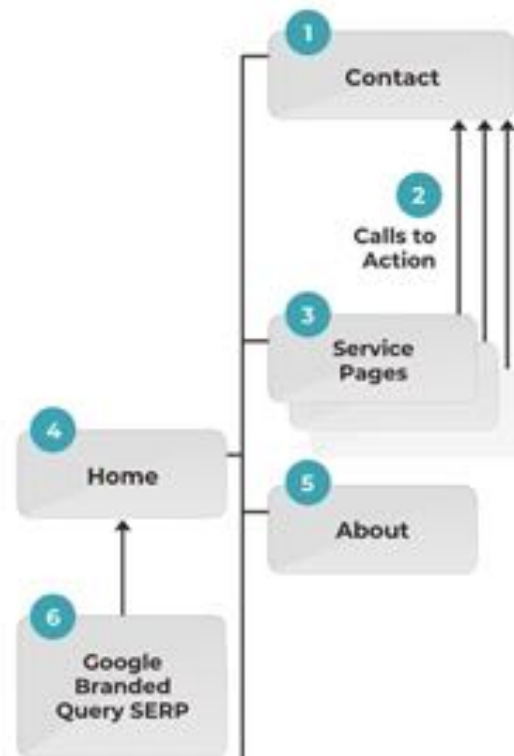 1
Contact
2
Calls to
Action
3
Service
Pages
4
Home
5
About
6
Google
Branded
Query SERP